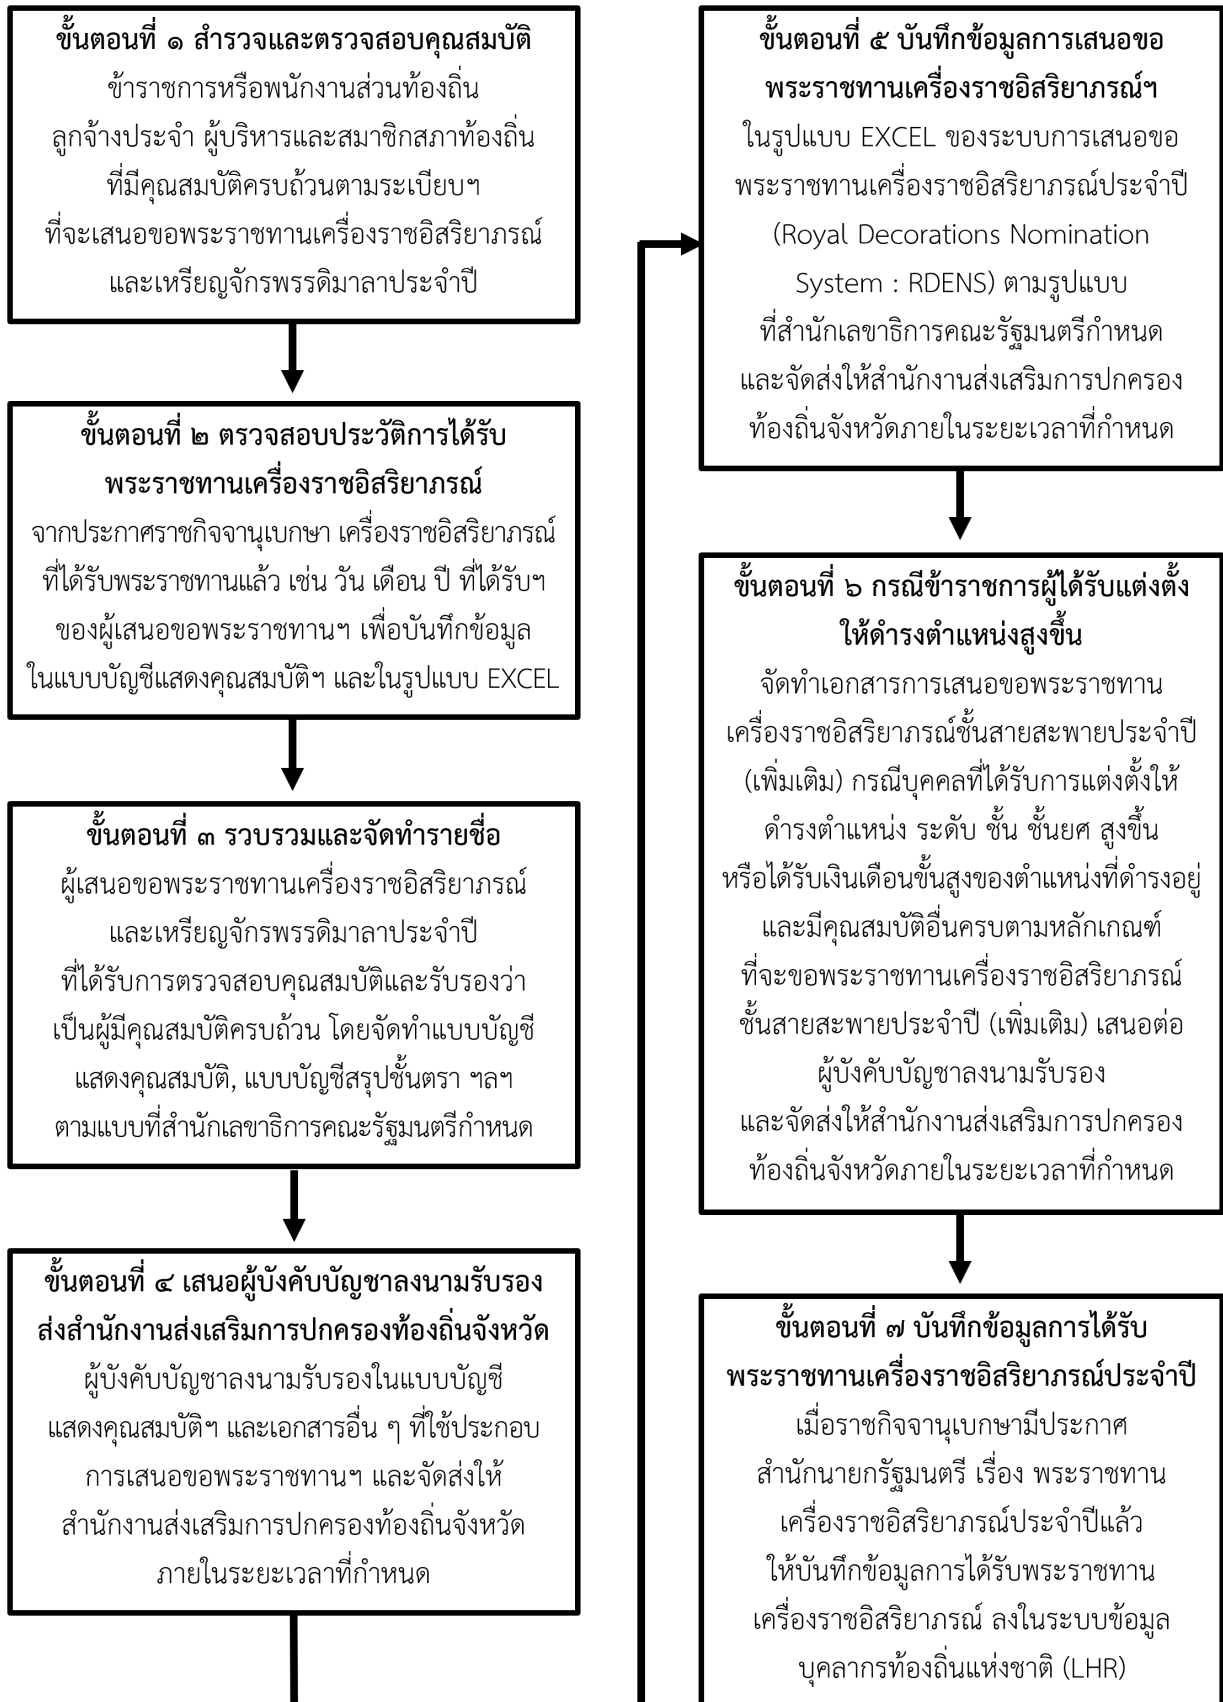 ขั้นตอนที่ ๑ สำรวจและตรวจสอบคุณสมบัติ
ข้าราชการหรือพนักงานส่วนท้องถิ่น
ลูกจ้างประจำ ผู้บริหารและสมาชิกสภาท้องถิ่น
ที่มีคุณสมบัติครบถ้วนตามระเบียบฯ
ที่จะเสนอขอพระราชทานเครื่องราชอิสริยาภรณ์
และเหรียญจักรพรรดิมาลาประจำปี
ขั้นตอนที่ ๒ ตรวจสอบประวัติการได้รับ
พระราชทานเครื่องราชอิสริยาภรณ์
จากประกาศราชกิจจานุเบกษา เครื่องราชอิสริยาภรณ์
ที่ได้รับพระราชทานแล้ว เช่น วัน เดือน ปี ที่ได้รับฯ
ของผู้เสนอขอพระราชทานฯ เพื่อบันทึกข้อมูล
ในแบบบัญชีแสดงคุณสมบัติฯ และในรูปแบบ EXCEL
ขั้นตอนที่ ๓ รวบรวมและจัดทำรายชื่อ
ผู้เสนอขอพระราชทานเครื่องราชอิสริยาภรณ์
และเหรียญจักรพรรดิมาลาประจำปี
ที่ได้รับการตรวจสอบคุณสมบัติและรับรองว่า
เป็นผู้มีคุณสมบัติครบถ้วน โดยจัดทำแบบบัญชี
แสดงคุณสมบัติ, แบบบัญชีสรุปชั้นตรา ฯลฯ
ตามแบบที่สำนักเลขาธิการคณะรัฐมนตรีกำหนด
ขั้นตอนที่ ๔ เสนอผู้บังคับบัญชาลงนามรับรอง
ส่งสำนักงานส่งเสริมการปกครองท้องถิ่นจังหวัด
ผู้บังคับบัญชาลงนามรับรองในแบบบัญชี
แสดงคุณสมบัติฯ และเอกสารอื่น ๆ ที่ใช้ประกอบ
การเสนอขอพระราชทานฯ และจัดส่งให้
สำนักงานส่งเสริมการปกครองท้องถิ่นจังหวัด
ภายในระยะเวลาที่กำหนด
ขั้นตอนที่ ๕ บันทึกข้อมูลการเสนอขอ
พระราชทานเครื่องราชอิสริยาภรณ์ฯ
ในรูปแบบ EXCEL ของระบบการเสนอขอ
พระราชทานเครื่องราชอิสริยาภรณ์ประจำปี
(Royal Decorations Nomination
System : RDENS) ตามรูปแบบ
ที่สำนักเลขาธิการคณะรัฐมนตรีกำหนด
และจัดส่งให้สำนักงานส่งเสริมการปกครอง
ท้องถิ่นจังหวัดภายในระยะเวลาที่กำหนด
ขั้นตอนที่ ๖ กรณีข้าราชการผู้ได้รับแต่งตั้ง
ให้ดำรงตำแหน่งสูงขึ้น
จัดทำเอกสารการเสนอขอพระราชทาน
เครื่องราชอิสริยาภรณ์ชั้นสายสะพายประจำปี
(เพิ่มเติม) กรณีบุคคลที่ได้รับการแต่งตั้งให้
ดำรงตำแหน่ง ระดับ ชั้น ชั้นยศ สูงขึ้น
หรือได้รับเงินเดือนขั้นสูงของตำแหน่งที่ดำรงอยู่
และมีคุณสมบัติอื่นครบตามหลักเกณฑ์
ที่จะขอพระราชทานเครื่องราชอิสริยาภรณ์
ชั้นสายสะพายประจำปี (เพิ่มเติม) เสนอต่อ
ผู้บังคับบัญชาลงนามรับรอง
และจัดส่งให้สำนักงานส่งเสริมการปกครอง
ท้องถิ่นจังหวัดภายในระยะเวลาที่กำหนด
ขั้นตอนที่ ๗ บันทึกข้อมูลการได้รับ
พระราชทานเครื่องราชอิสริยาภรณ์ประจำปี
เมื่อราชกิจจานุเบกษามีประกาศ
สำนักนายกรัฐมนตรี เรื่อง พระราชทาน
เครื่องราชอิสริยาภรณ์ประจำปีแล้ว
ให้บันทึกข้อมูลการได้รับพระราชทาน
เครื่องราชอิสริยาภรณ์ ลงในระบบข้อมูล
บุคลากรท้องถิ่นแห่งชาติ (LHR)